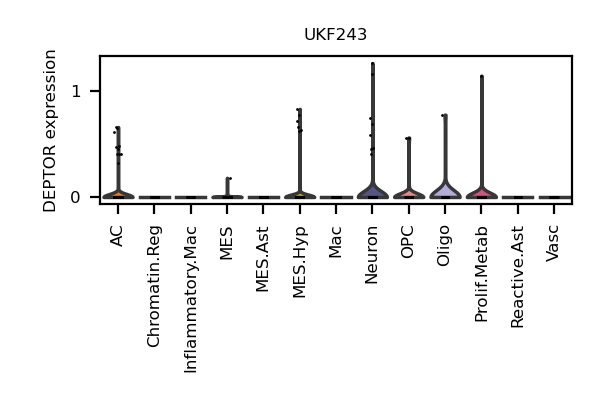 UKF243
DEPTOR expression
1
0
AC
Chromatin.Reg
Inflammatory.Mac
MES
MES.Ast
MES.Hyp
Mac
Neuron
OPC
Oligo
Prolif.Metab
Reactive.Ast
Vasc